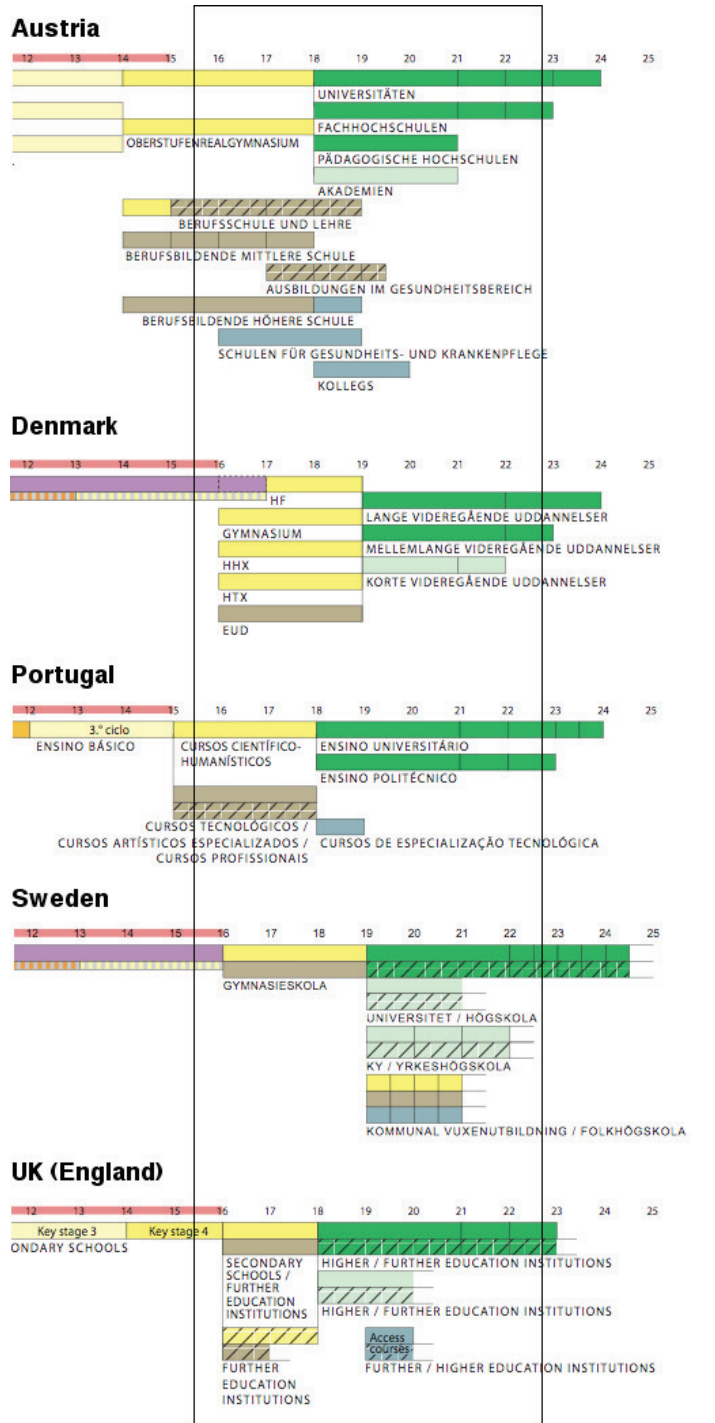 Austria
12 13 14 15 16 17 18 19 20 21 22 23 24 25
UNIVERSITÄTEN
FACHHOCHSCHULEN
OBERSTUFENREALGYMNASIUM
PÄDAGOGISCHE HOCHSCHULEN
AKADEMIEN
BERUFSSCHULE UND LEHRE
BERUFSBILDENDE MITTLERE SCHULE
AUSBILDUNGEN IM GESUNDHEITSBEREICH
BERUFSBILDENDE HÖHERE SCHULE
SCHULEN FÜR GESUNDHEITS- UND KRANKENPFLEGE
KOLLEGS
Denmark
12 13 14 15 16 17 18 19 20 21 22 23 24 25
HF
LANGE VIDEREGÅENDE UDDANNELSER
GYMNASIUM
MELLEMLANGE VIDEREGÅENDE UDDANNELSER
HHX
KORTE VIDEREGÅENDE UDDANNELSER
HTX
EUD
Portugal
12 13 14 15 16 17 18 19 20 21 22 23 24 25
3.º ciclo
ENSINO BÁSICO
CURSOS CIENTÍFICO-
HUMANÍSTICOS
ENSINO UNIVERSITÁRIO
ENSINO POLITÉCNICO
CURSOS TECNOLÓGICOS /
CURSOS ARTÍSTICOS ESPECIALIZADOS /
CURSOS PROFISSIONAIS
CURSOS DE ESPECIALIZAÇÃO TECNOLÓGICA
Sweden
12 13 14 15 16 17 18 19 20 21 22 23 24 25
GYMNASIESKOLA
UNIVERSITET / HÖGSKOLA
KY / YRKESHÖGSKOLA
KOMMUNAL VUXENUTBILDNING / FOLKHÖGSKOLA
UK (England)
12 13 14 15 16 17 18 19 20 21 22 23 24 25
Key stage 3 Key stage 4
ONDARY SCHOOLS
SECONDARY
SCHOOLS /
FURTHER
EDUCATION
INSTITUTIONS
HIGHER / FURTHER EDUCATION INSTITUTIONS
HIGHER / FURTHER EDUCATION INSTITUTIONS
Access
courses
FURTHER
EDUCATION
INSTITUTIONS
FURTHER / HIGHER EDUCATION INSTITUTIONS